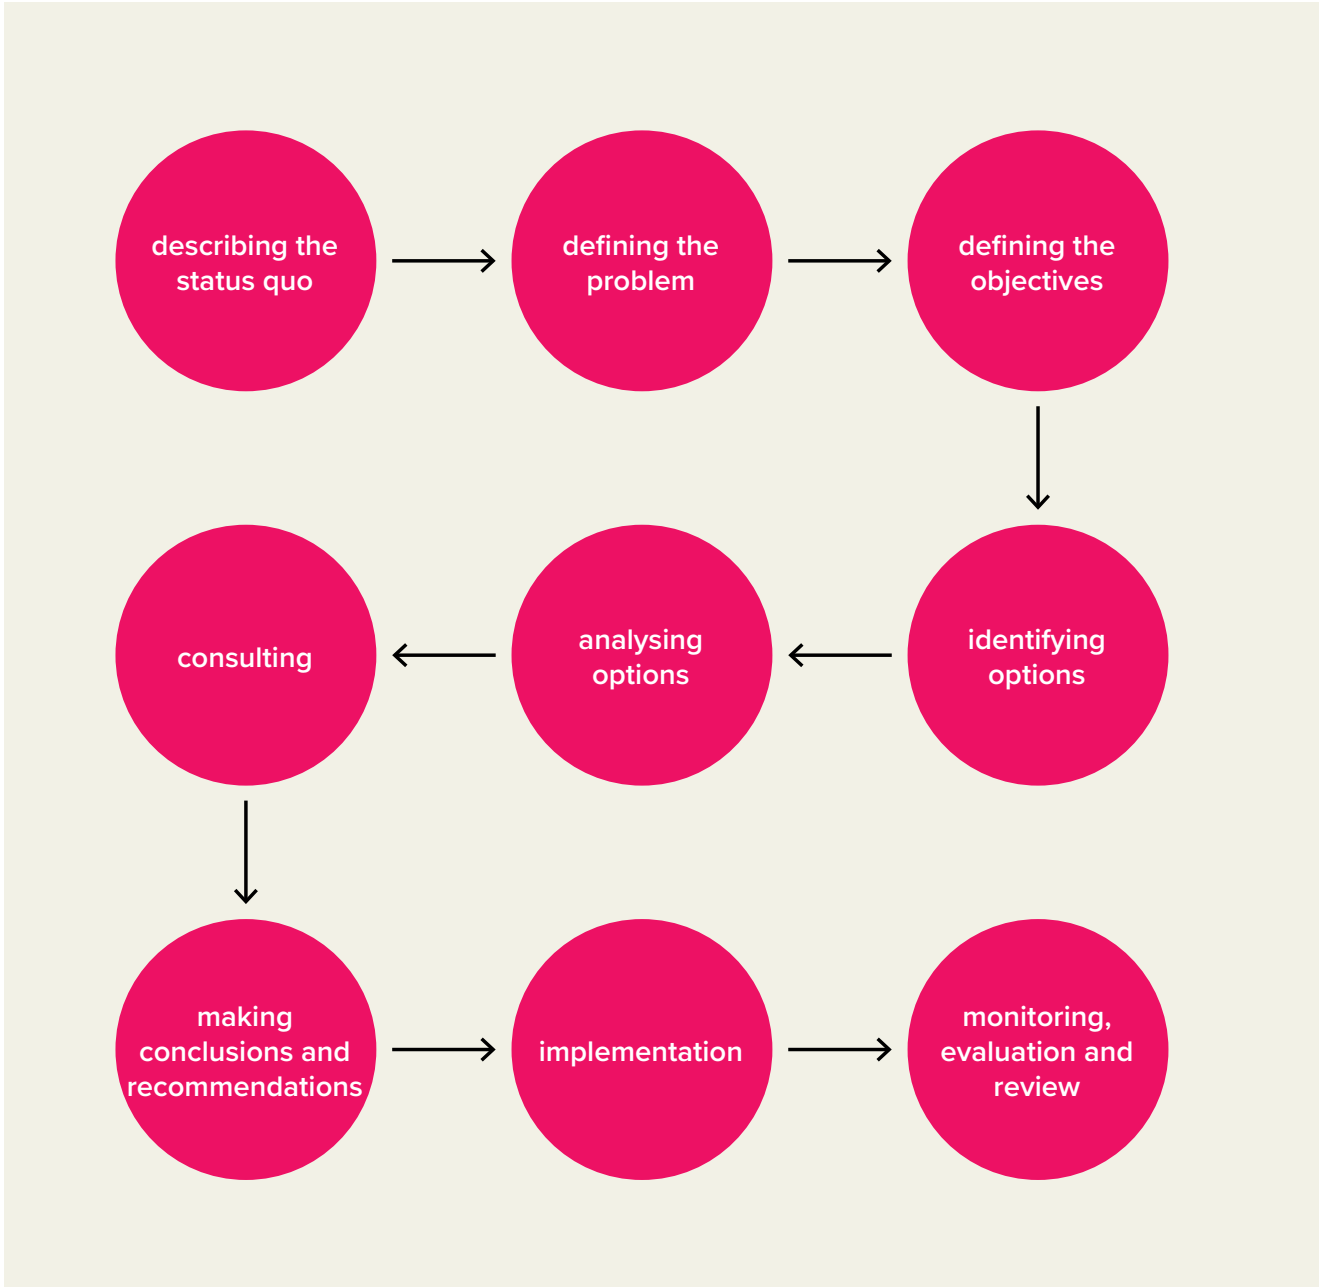 describing the
status quo
defining the
problem
defining the
objectives
identifying
options
analysing
options
consulting
making
conclusions and
recommendations
implementation
monitoring,
evaluation and
review